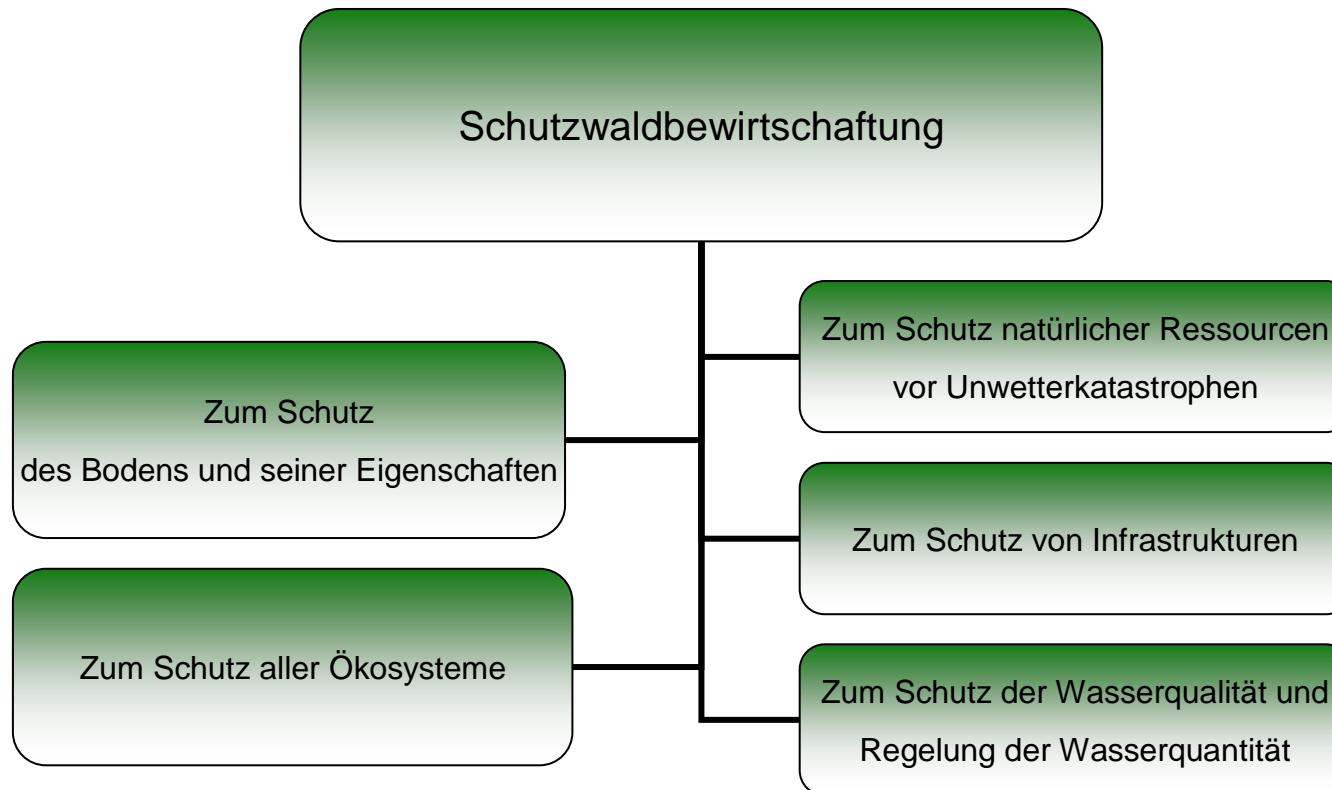 Schutzwaldbewirtschaftung
Zum Schutz
des Bodens und seiner Eigenschaften
Zum Schutz aller Ökosysteme
Zum Schutz natürlicher Ressourcen
vor Unwetterkatastrophen
Zum Schutz von Infrastrukturen
Zum Schutz der Wasserqualität und
Regelung der Wasserquantität